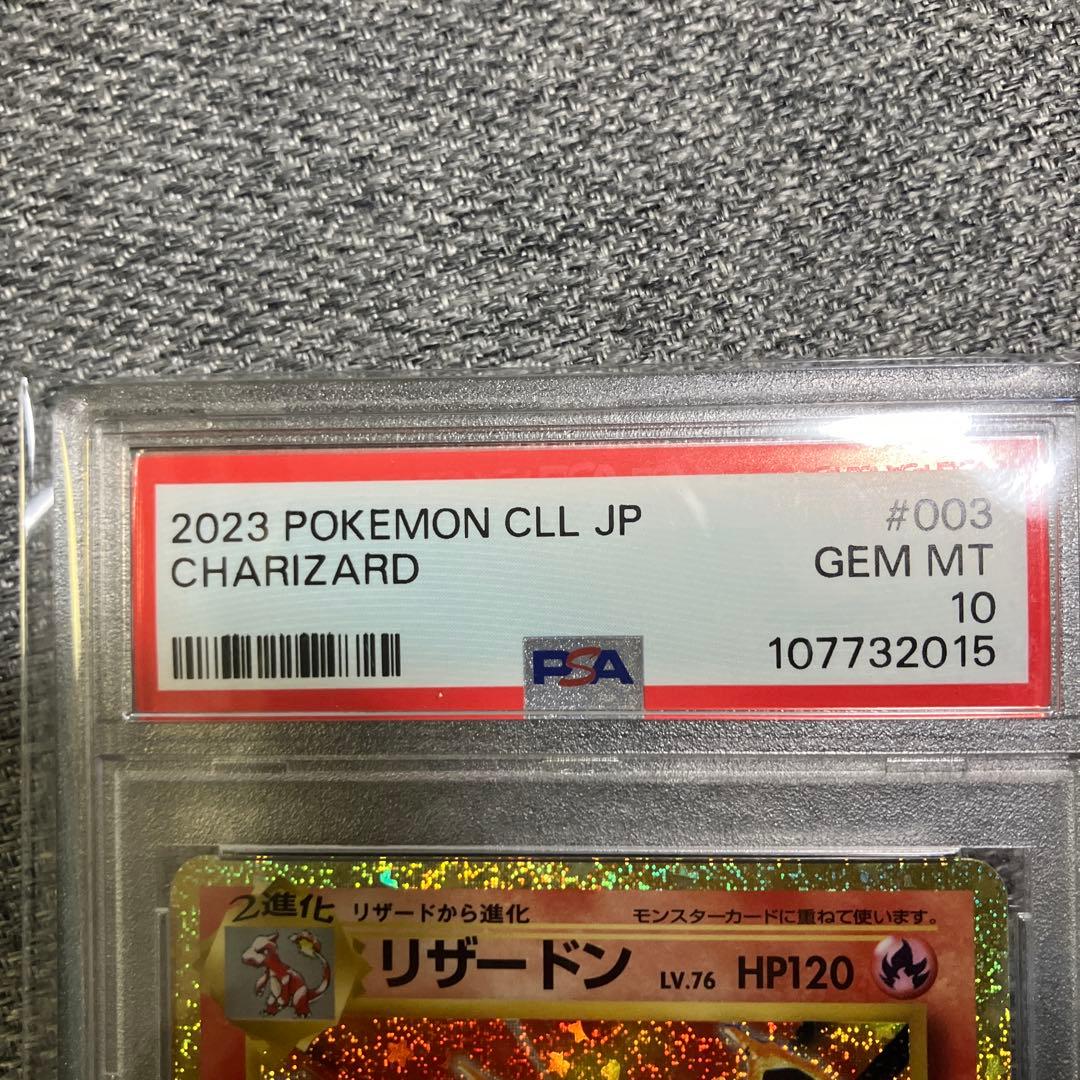 2023 POKEMON CLL JP #003
CHARIZARD GEM MT
10
PSA 107732015
2進化 リザードから進化 モンスターカードに重ねて使います。
リザードン LV.76 HP120